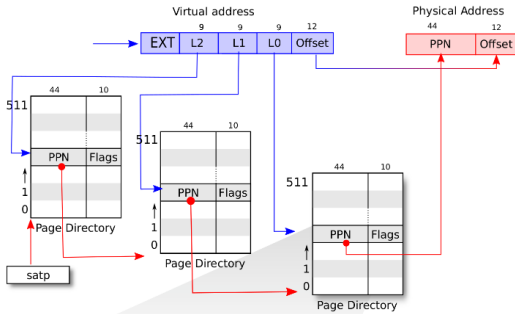 Virtual address
Physical Address
9 9 9 12
44 12
EXT L2 L1 L0 Offset
PPN Offset
44 10
511
PPN Flags
1
0
Page Directory
satp
44 10
511
PPN Flags
1
0
Page Directory
44 10
511
PPN Flags
1
0
Page Directory